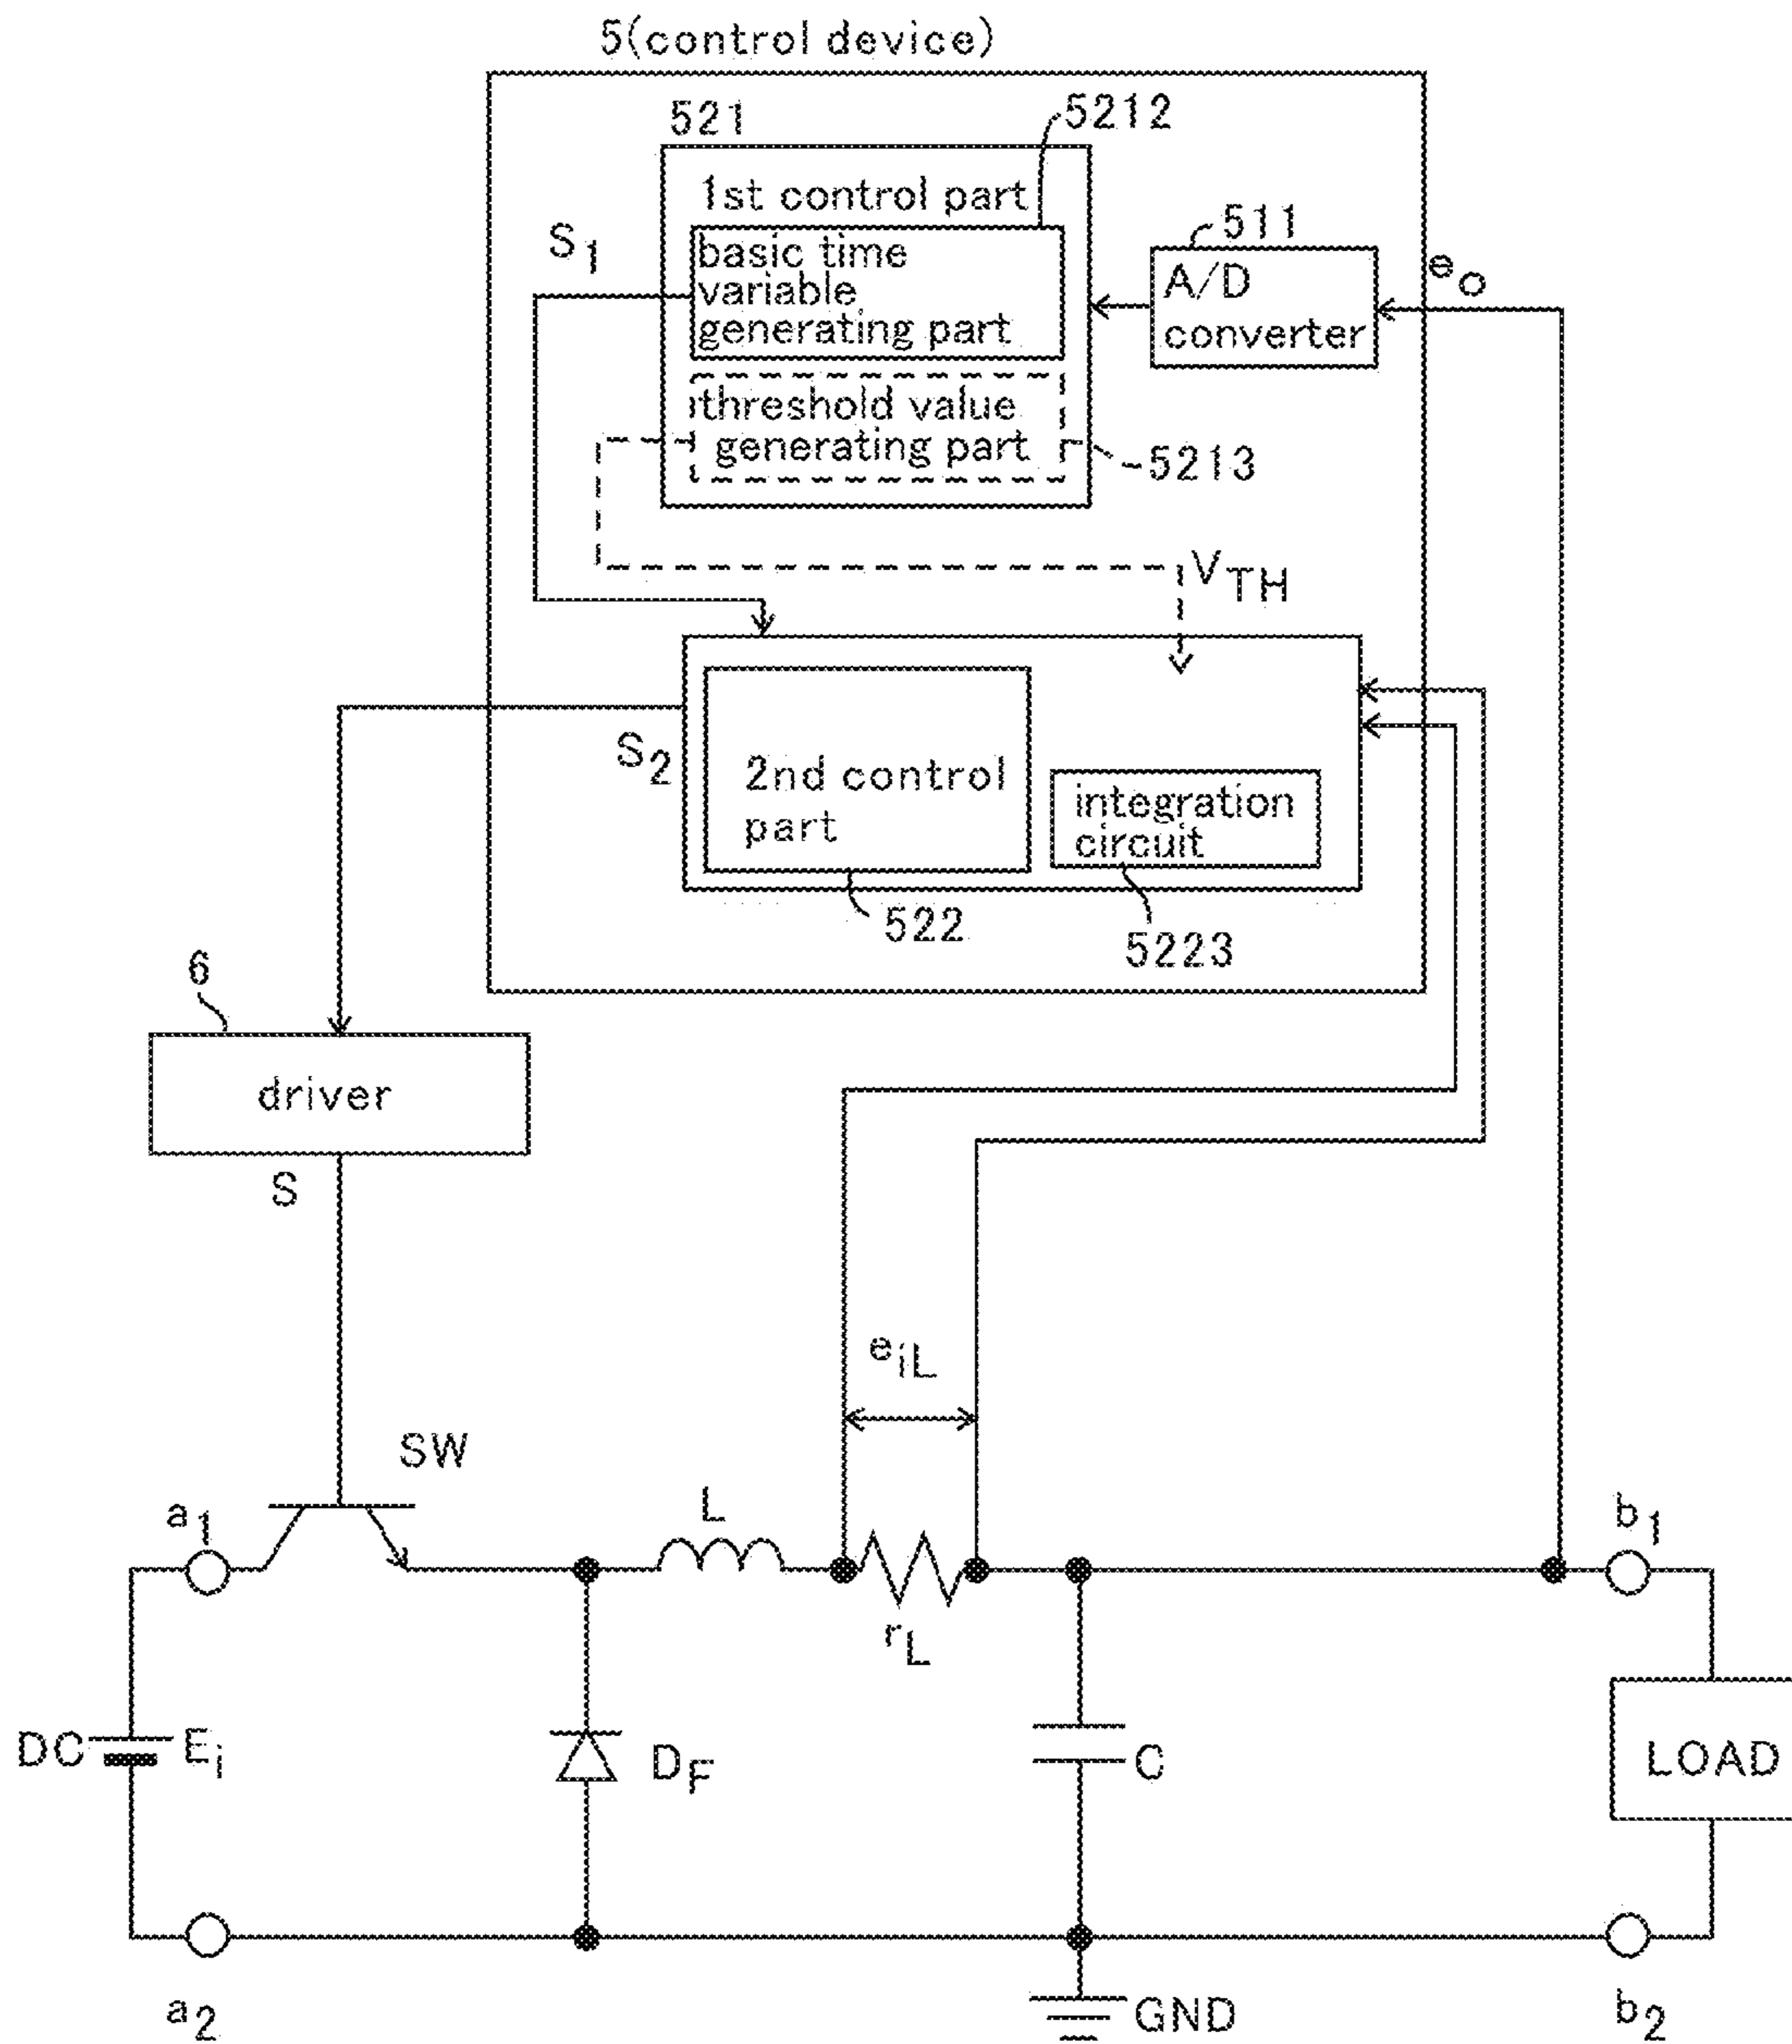 5(control device)
521
5212
1st control part
S1
basic time
variable
generating part
511
A/D
converter
eo
threshold value
generating part
5213
VTH
S2
2nd control
part
integration
circuit
522
5223
6
driver
S
eiL
SW
a1
L
b1
rL
DC
Ei
DF
C
LOAD
a2
GND
b2